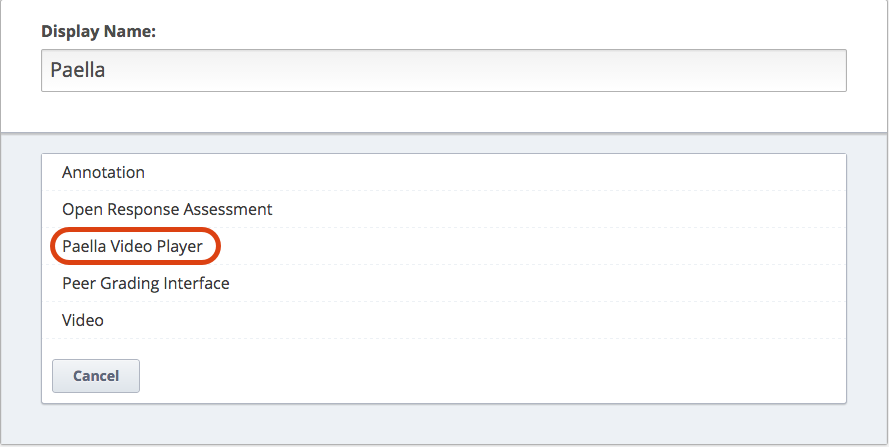 Display Name:
Paella
Annotation
Open Response Assessment
Paella Video Player
Peer Grading Interface
Video
Cancel